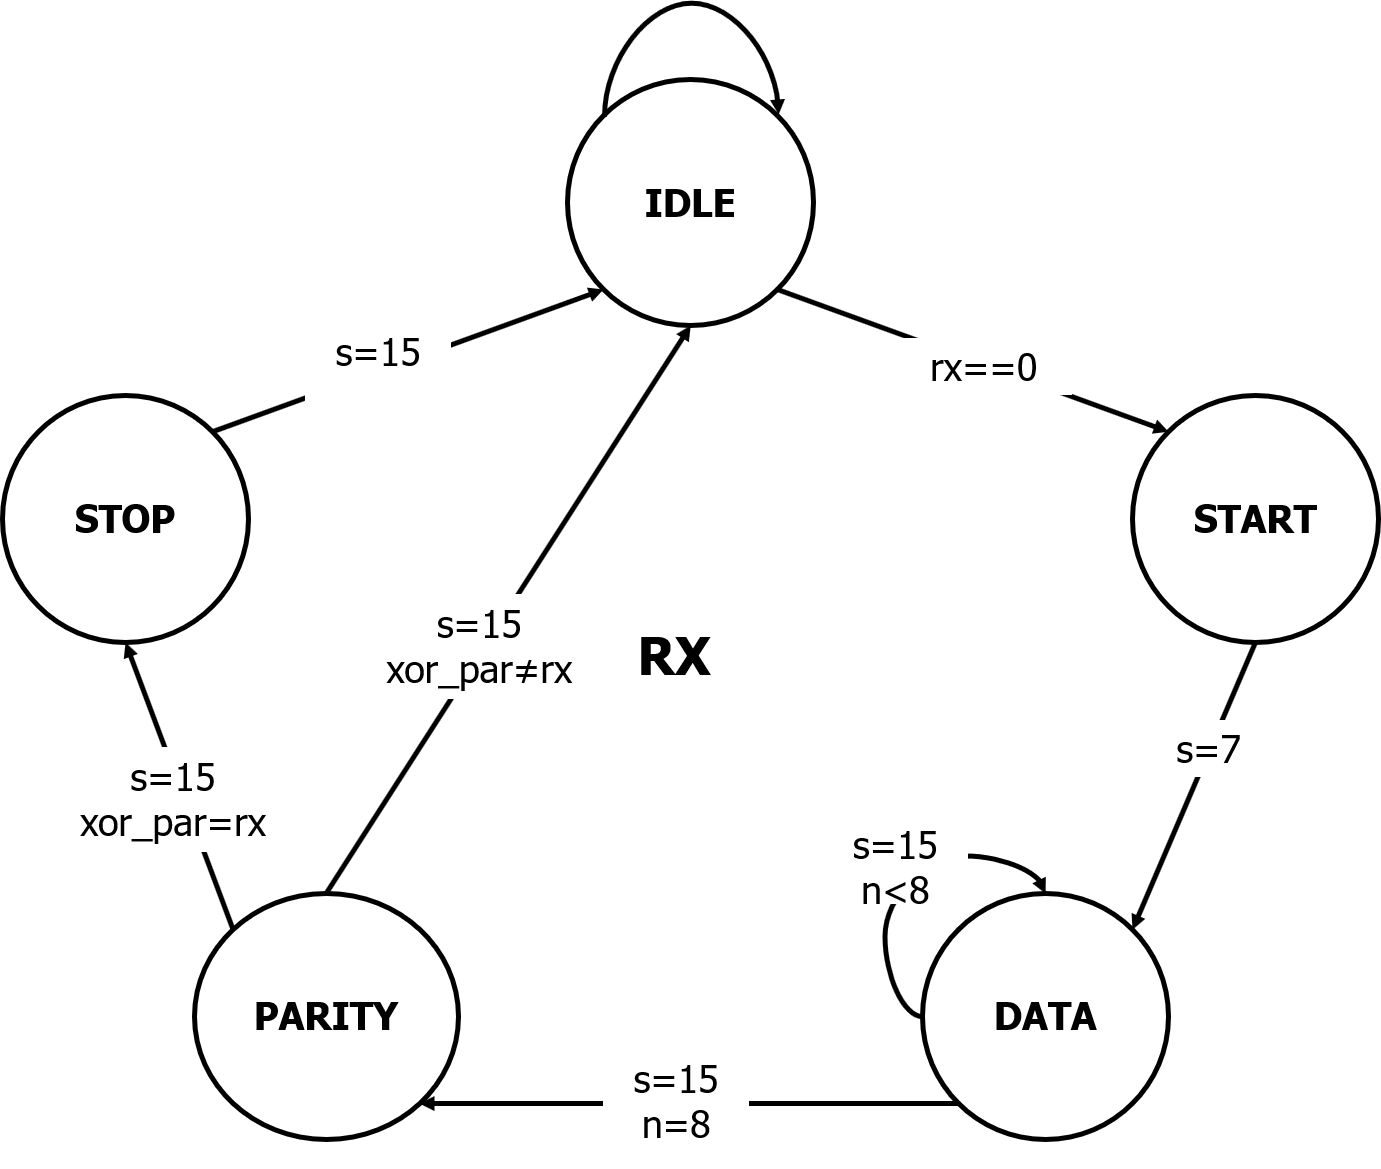 IDLE
s=15
rx==0
STOP
START
s=15
xor_par≠rx
RX
s=7
s=15
xor_par=rx
s=15
n<8
PARITY
DATA
s=15
n=8